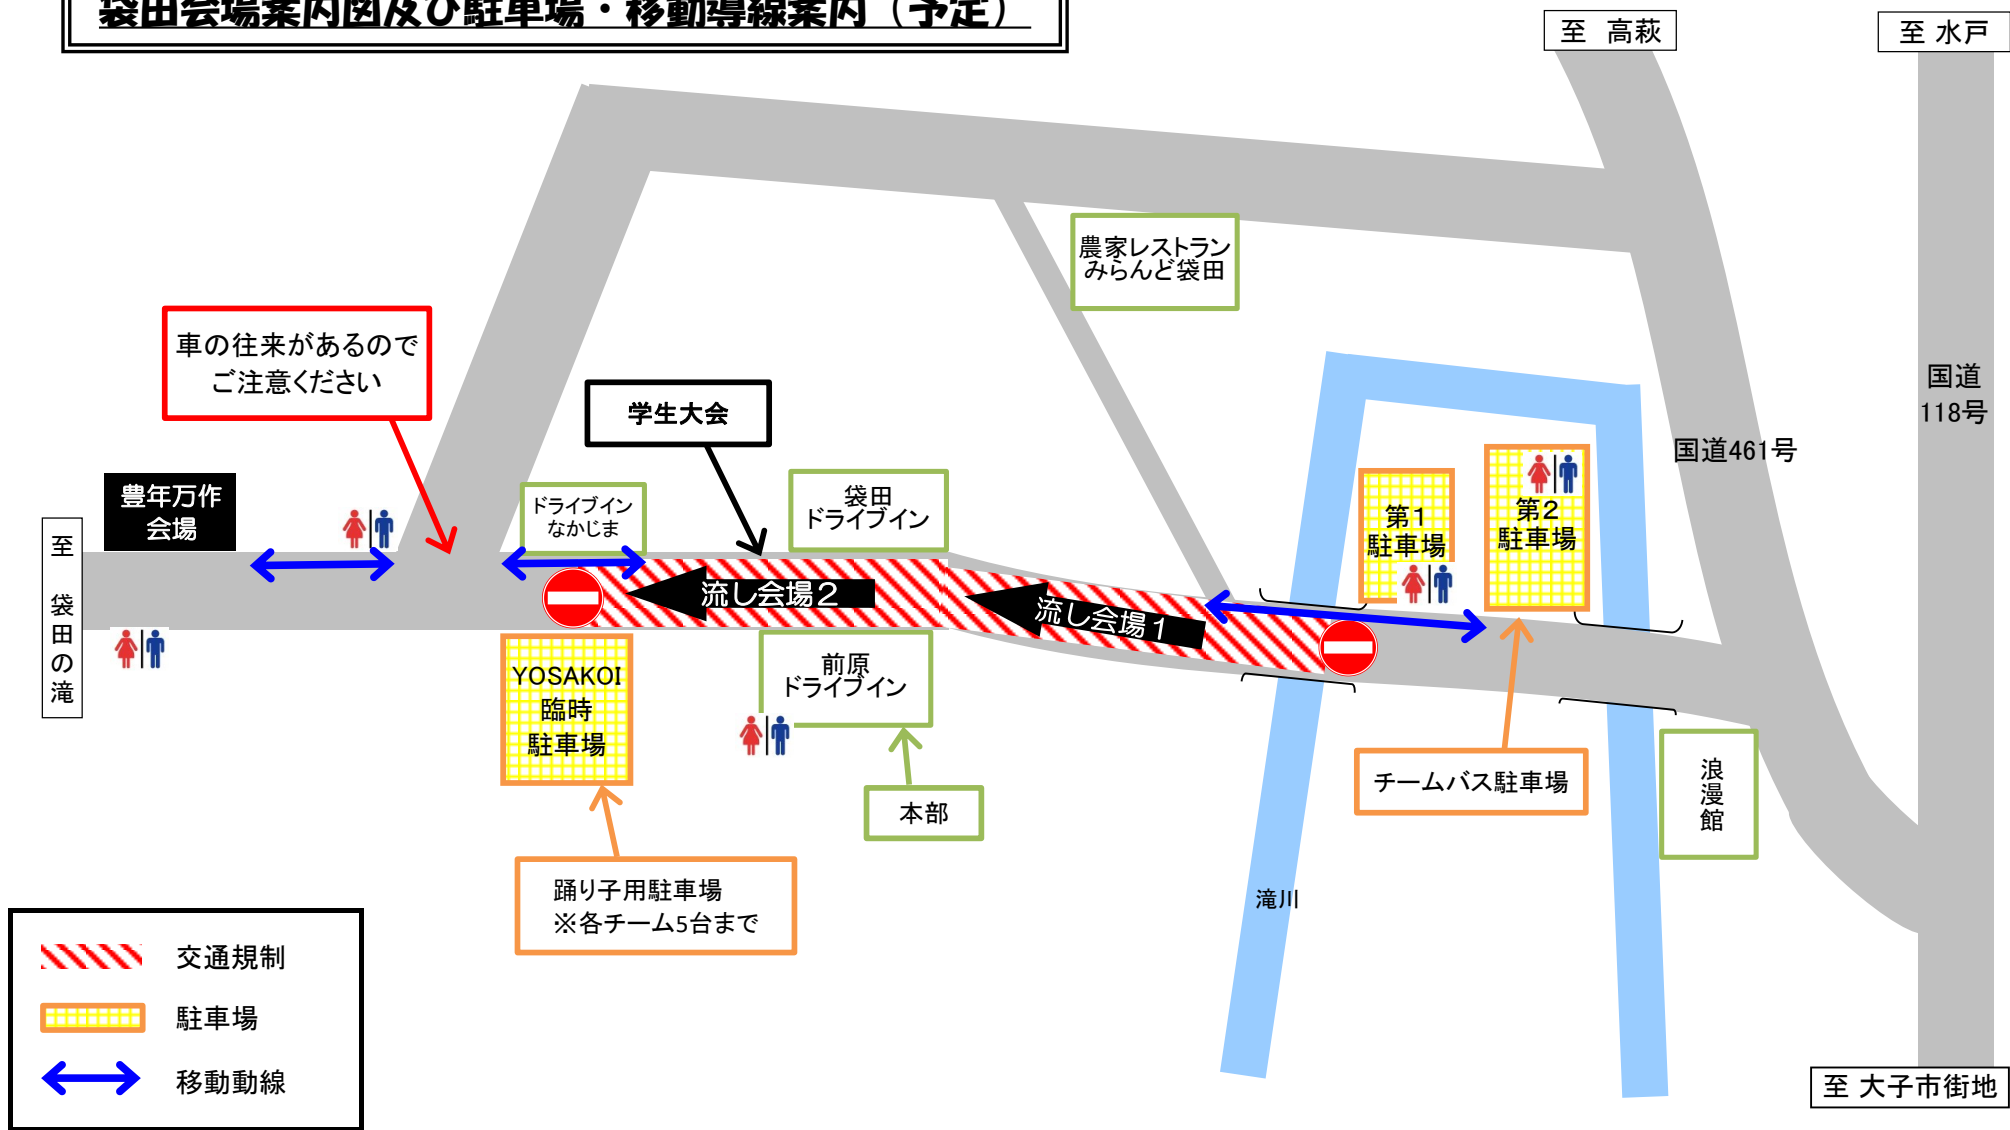 袋田会場案内図及び駐車場・移動導線案内（予定）
至 高萩
至 水戸
農家レストラン
みらんど袋田
車の往来があるので
ご注意ください
国道
118号
学生大会
国道461号
豊年万作
会場
ドライブイン
なかじま
袋田
ドライブイン
第1
駐車場
第2
駐車場
至 袋田の滝
流し会場２
流し会場１
YOSAKOI
臨時
駐車場
前原
ドライブイン
チームバス駐車場
浪漫館
本部
踊り子用駐車場
※各チーム5台まで
滝川
交通規制
駐車場
移動動線
至 大子市街地